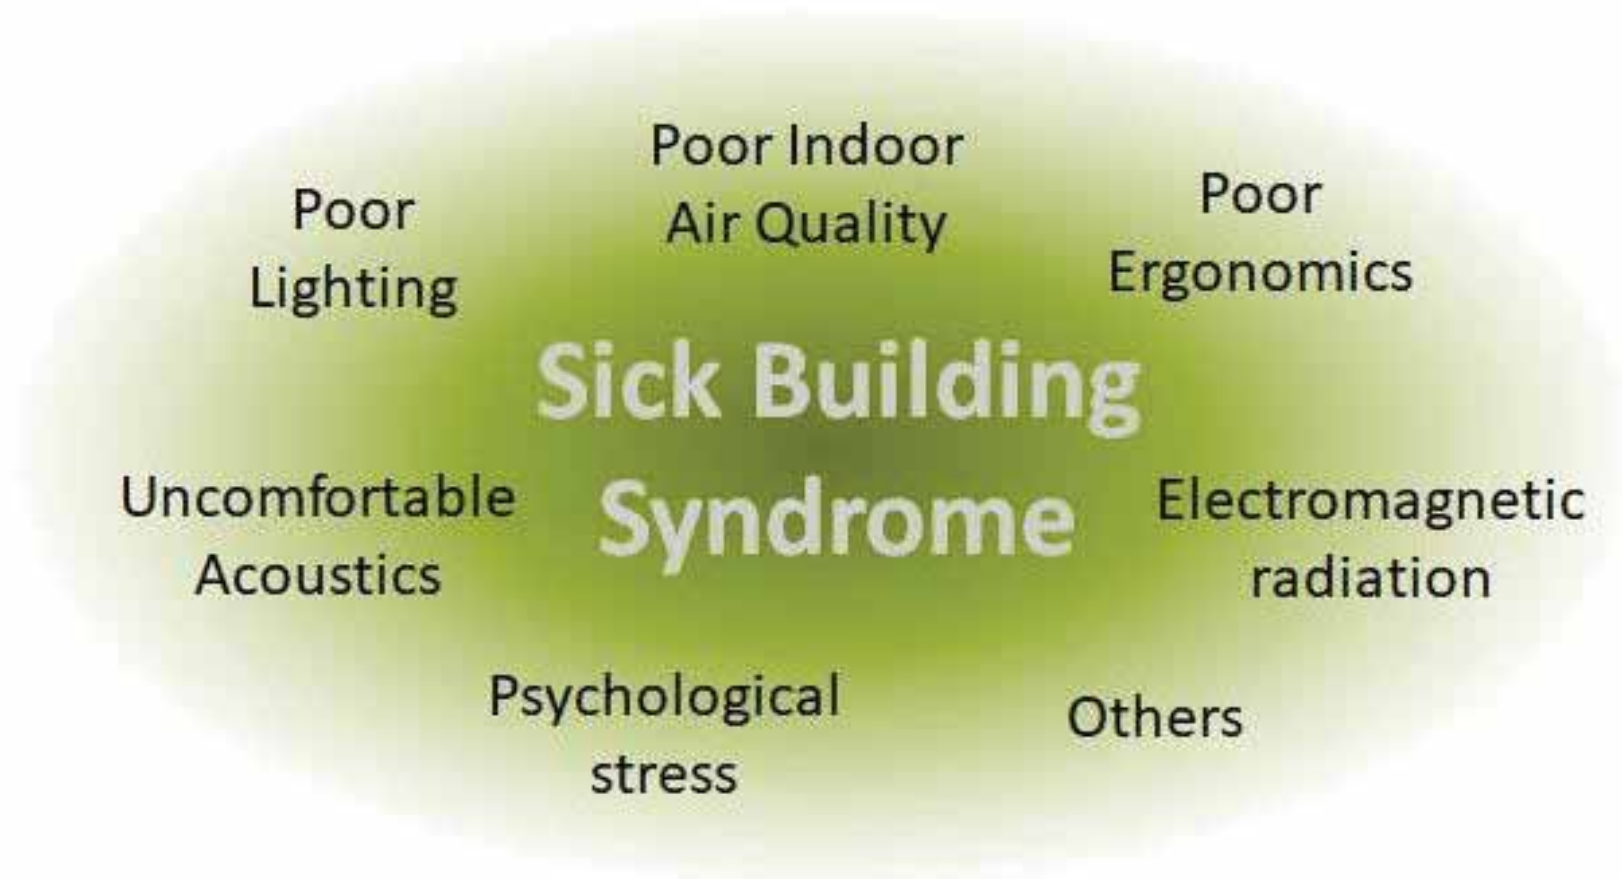 Poor Indoor
Air Quality
Poor
Lighting
Poor
Ergonomics
Sick Building
Syndrome
Uncomfortable
Acoustics
Electromagnetic
radiation
Psychological
stress
Others